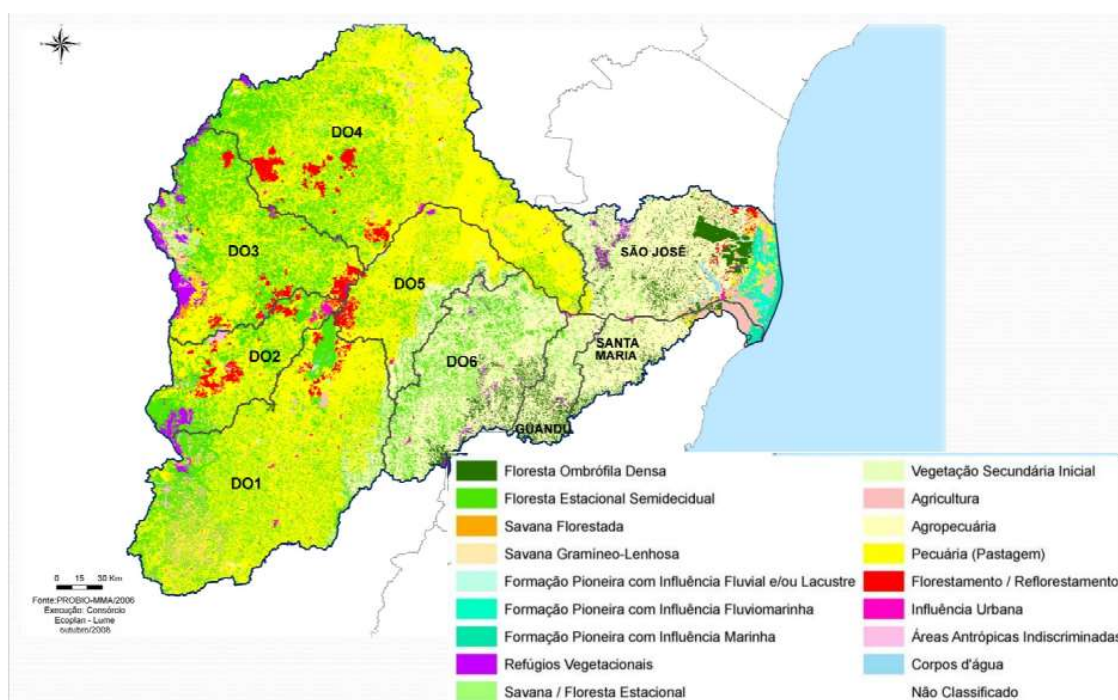 DO4
DO3
SÃO JOSÉ
DO5
DO2
SANTA
MARIA
DO6
GUANDU
DO1
0 15 30 Km
Fonte:PROBIO-MMA/2006
Execução: Consórcio
Ecoplan - Lume
outubro/2008
Floresta Ombrófila Densa
Floresta Estacional Semidecidual
Savana Florestada
Savana Gramíneo-Lenhosa
Formação Pioneira com Influência Fluvial e/ou Lacustre
Formação Pioneira com Influência Fluviomarinha
Formação Pioneira com Influência Marinha
Refúgios Vegetacionais
Savana / Floresta Estacional
Vegetação Secundária Inicial
Agricultura
Agropecuária
Pecuária (Pastagem)
Florestamento / Reflorestamento
Influência Urbana
Áreas Antrópicas Indiscriminadas
Corpos d'água
Não Classificado